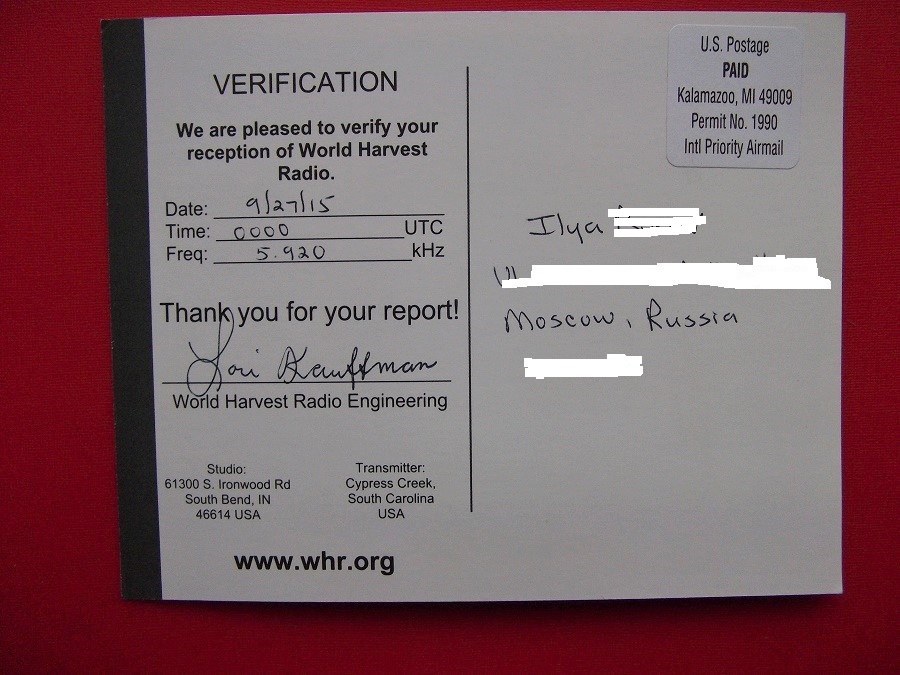 VERIFICATION
We are pleased to verify your
reception of World Harvest
Radio.
Date: 9/27/15
Time: 0000 UTC
Freq: 5.920 kHz
Thank you for your report!
Lori Kauffman
World Harvest Radio Engineering
Studio:
61300 S. Ironwood Rd
South Bend, IN
46614 USA
Transmitter:
Cypress Creek,
South Carolina
USA
www.whr.org
U.S. Postage
PAID
Kalamazoo, MI 49009
Permit No. 1990
Intl Priority Airmail
Ilya
Moscow, Russia